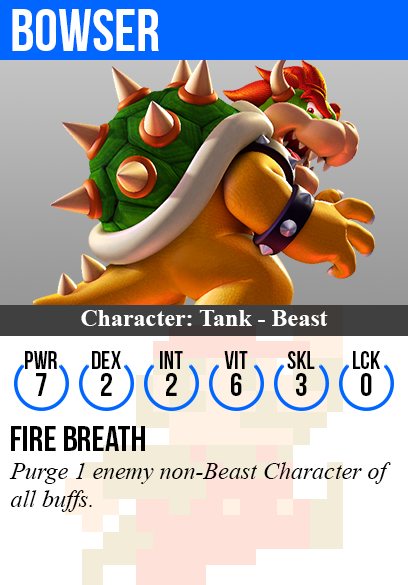 BOWSER
Character: Tank - Beast
PWR DEX INT VIT SKL LCK
7 2 2 6 3 0
FIRE BREATH
Purge 1 enemy non-Beast Character of
all buffs.